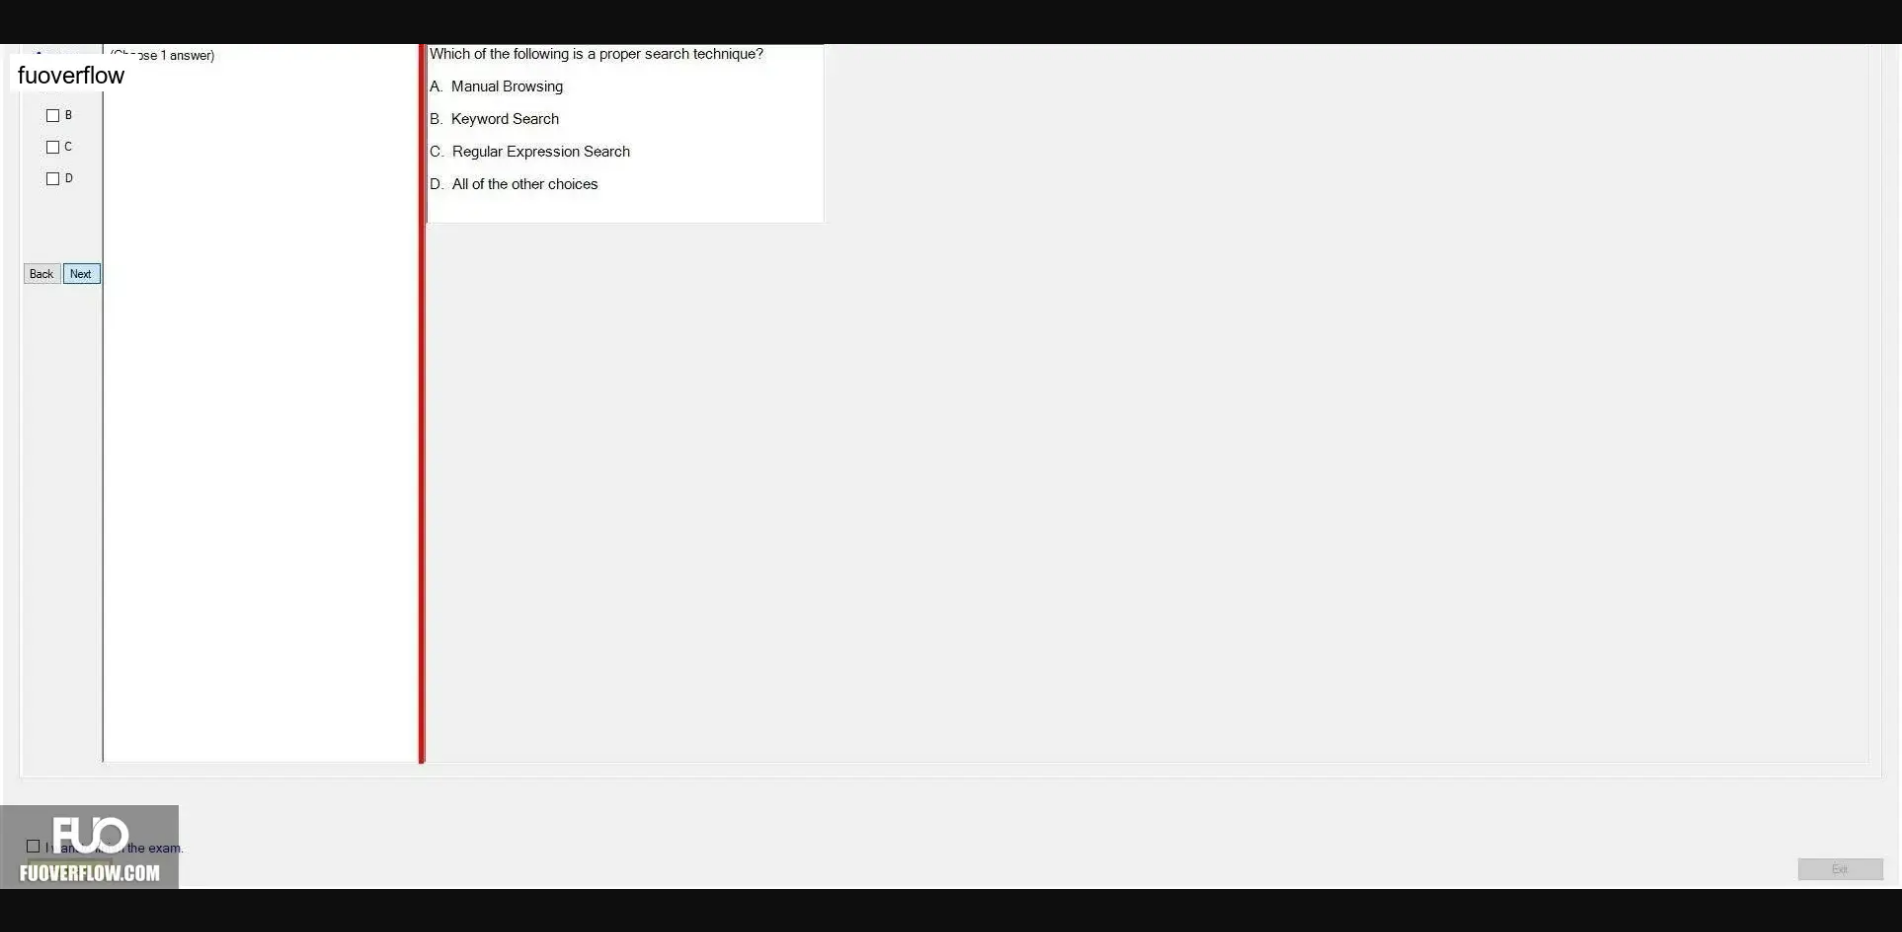 (Choose 1 answer)
fuoverflow
B
C
D
Back Next
Which of the following is a proper search technique?
A. Manual Browsing
B. Keyword Search
C. Regular Expression Search
D. All of the other choices
I want the exam.
FUO
FUOVERFLOW.COM
Exit